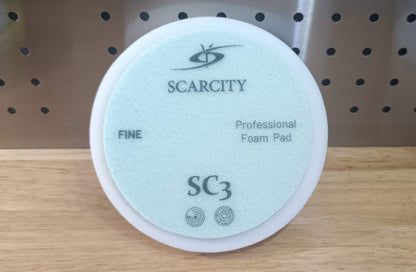 SCARCITY
FINE
Professional
Foam Pad
SC3